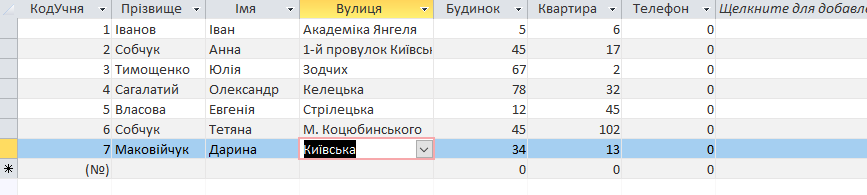 КодУчня Прізвище Імя Вулиця Будинок Квартира Телефон Щелкните для добавле
1 Іванов Іван Академіка Янгеля 5 6 0
2 Собчук Анна 1-й провулок Київськ 45 17 0
3 Тимощенко Юлія Зодчих 67 2 0
4 Сагалатий Олександр Келецька 78 32 0
5 Власова Евгенія Стрілецька 12 45 0
6 Собчук Тетяна М. Коцюбинського 45 102 0
7 Маковійчук Дарина Київська 34 13 0
(№) 0 0 0